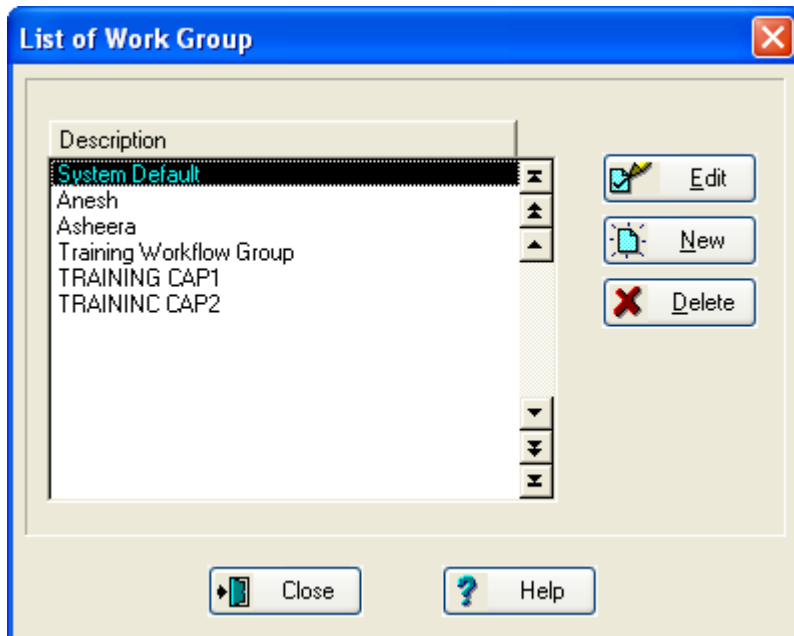 List of Work Group
Description
System Default
Anesh
Asheera
Training Workflow Group
TRAINING CAP1
TRAININC CAP2
Edit
New
Delete
Close
Help